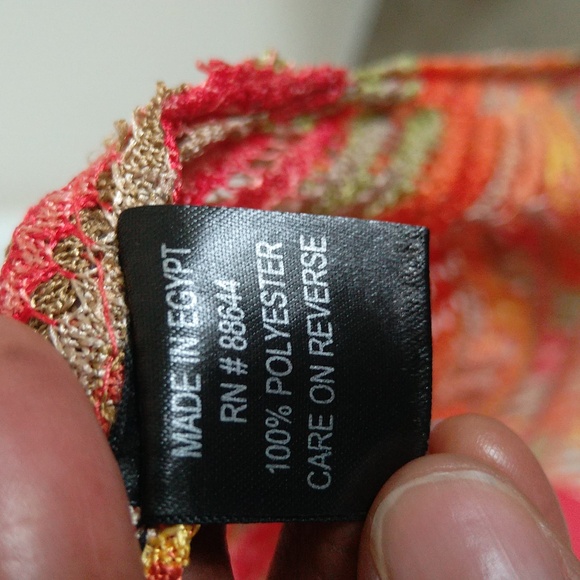 MADE IN EGYPT
RN # 88644
100% POLYESTER
CARE ON REVERSE